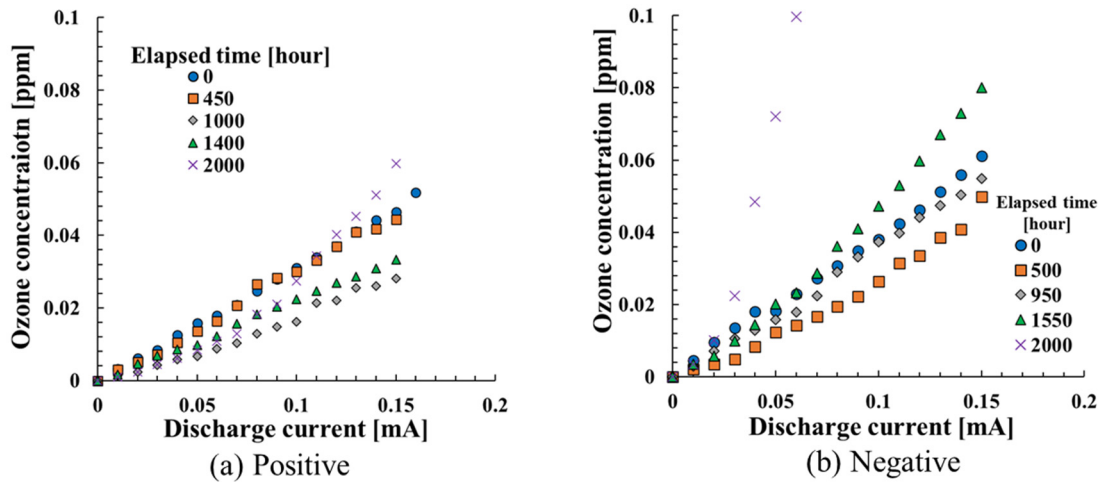 0.1
0.08
0.06
0.04
0.02
0
Ozone concentraiotn [ppm]
Elapsed time [hour]
0
450
1000
1400
2000
0 0.05 0.1 0.15 0.2
Discharge current [mA]
(a) Positive
0.1
0.08
0.06
0.04
0.02
0
Ozone concentration [ppm]
Elapsed time
[hour]
0
500
950
1550
2000
0 0.05 0.1 0.15 0.2
Discharge current [mA]
(b) Negative